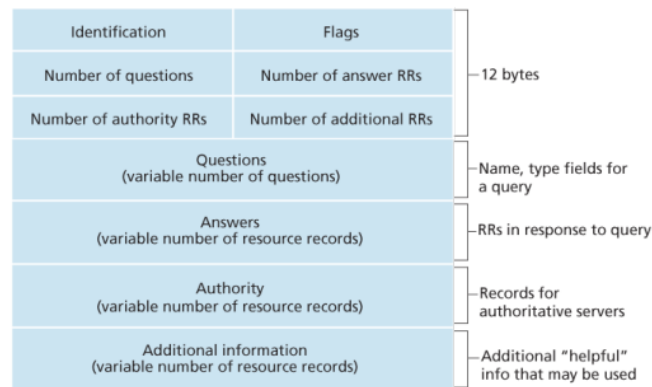 Identification
Flags
Number of questions
Number of answer RRs
12 bytes
Number of authority RRs
Number of additional RRs
Questions
(variable number of questions)
Name, type fields for
a query
Answers
(variable number of resource records)
RRs in response to query
Authority
(variable number of resource records)
Records for
authoritative servers
Additional information
(variable number of resource records)
Additional “helpful”
info that may be used